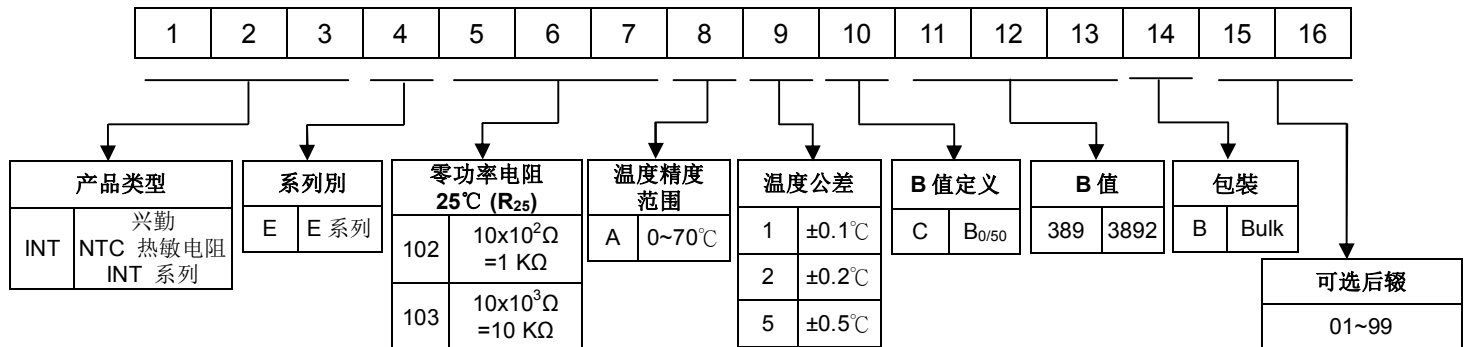 1 2 3 4 5 6 7 8 9 10 11 12 13 14 15 16
产品类型
INT
兴勤
NTC 热敏电阻
INT 系列
系列別
E E 系列
零功率电阻
25℃ (R₂₅)
102
10x10²Ω
=1 KΩ
103
10x10³Ω
=10 KΩ
温度精度
范围
A 0~70℃
温度公差
1 ±0.1℃
2 ±0.2℃
5 ±0.5℃
B 值定义
C B₀/₅₀
B 值
389 3892
包裝
B Bulk
可选后辍
01~99